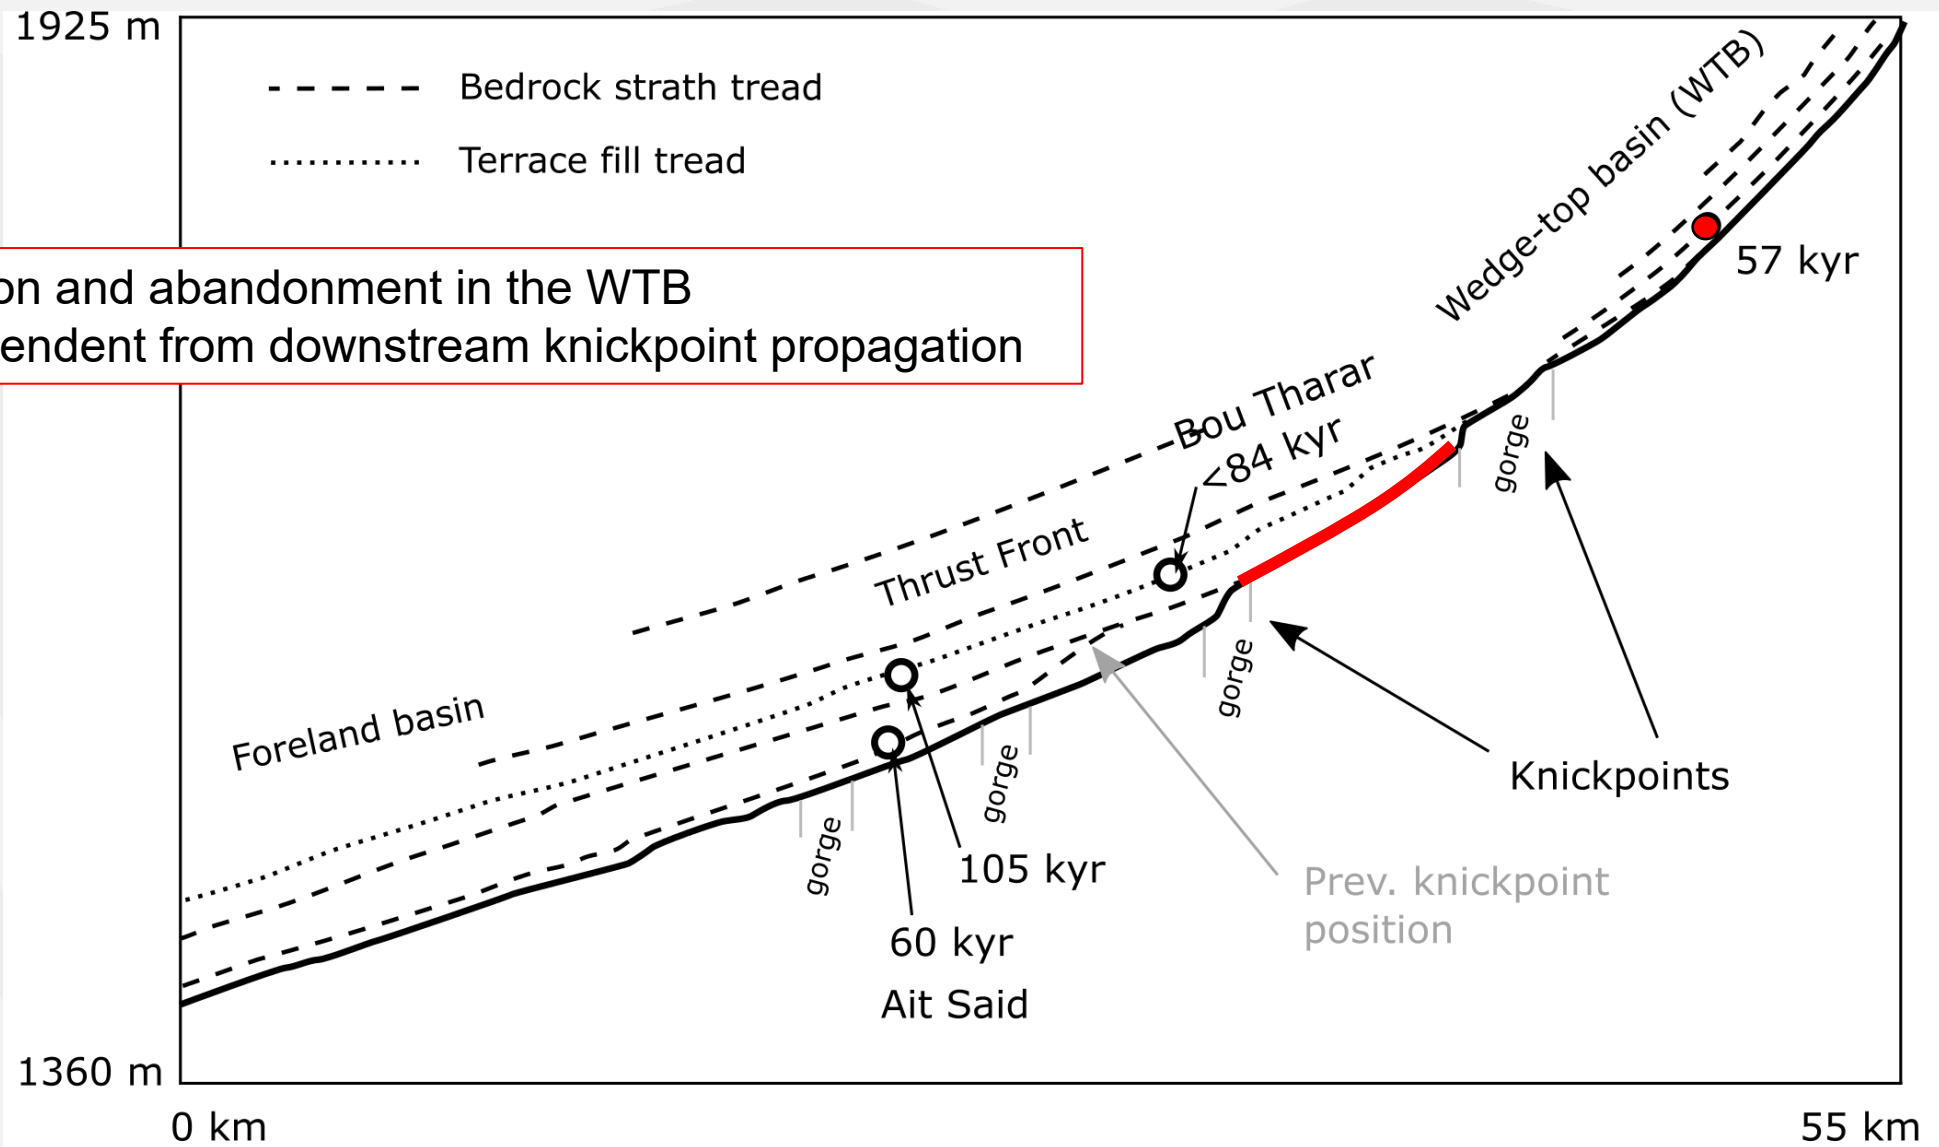 1925 m
Bedrock strath tread
Terrace fill tread
Wedge-top basin (WTB)
57 kyr
on and abandonment in the WTB
endent from downstream knickpoint propagation
Bou Tharar
<84 kyr
gorge
Thrust Front
Foreland basin
gorge
Knickpoints
gorge
gorge
105 kyr
Prev. knickpoint
position
60 kyr
Ait Said
1360 m
0 km
55 km